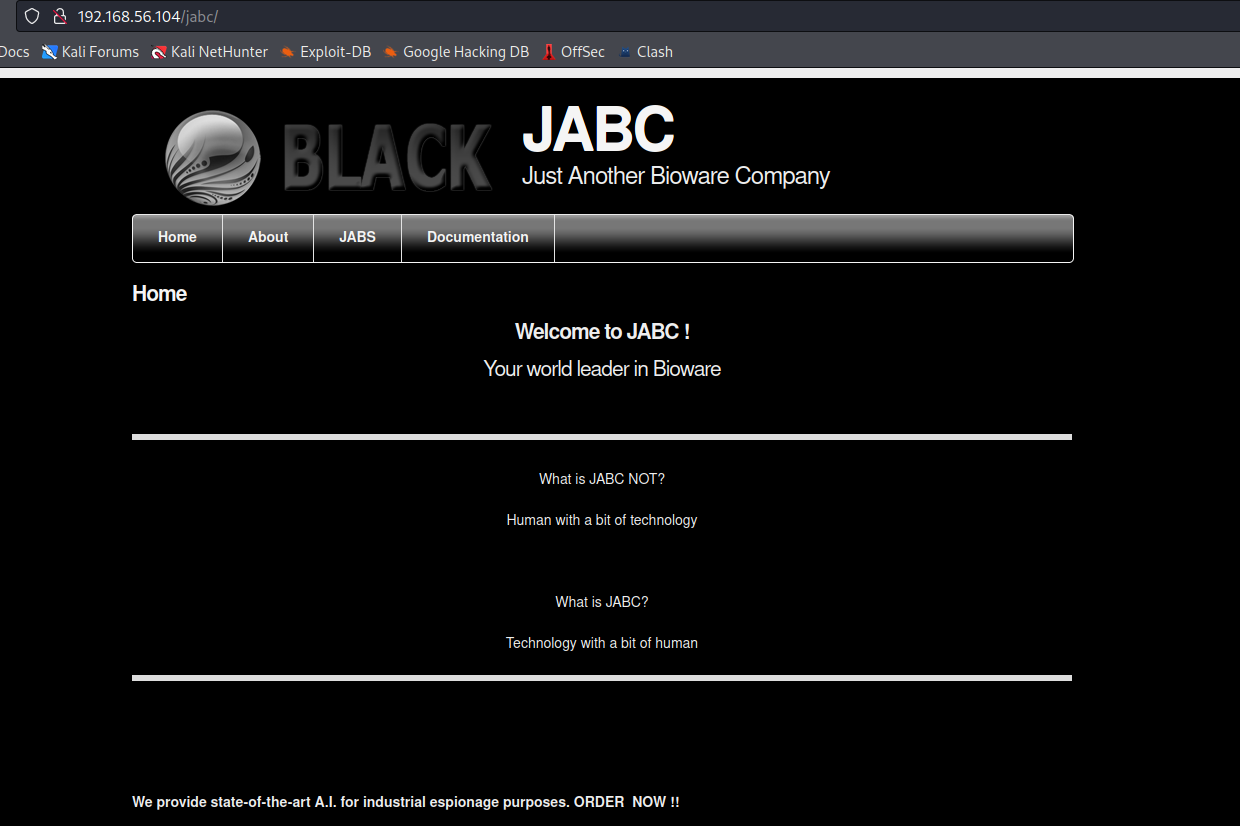 192.168.56.104/jabc/
Docs Kali Forums Kali NetHunter Exploit-DB Google Hacking DB OffSec Clash
BLACK
JABC
Just Another Bioware Company
Home About JABS Documentation
Home
Welcome to JABC !
Your world leader in Bioware
What is JABC NOT?
Human with a bit of technology
What is JABC?
Technology with a bit of human
We provide state-of-the-art A.I. for industrial espionage purposes. ORDER  NOW !!